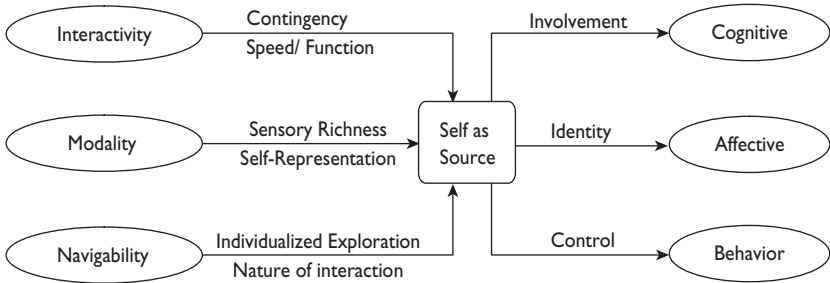 Contingency
Interactivity
Speed/ Function
Involvement
Cognitive
Sensory Richness
Modality
Self-Representation
Self as
Source
Identity
Affective
Individualized Exploration
Navigability
Nature of interaction
Control
Behavior